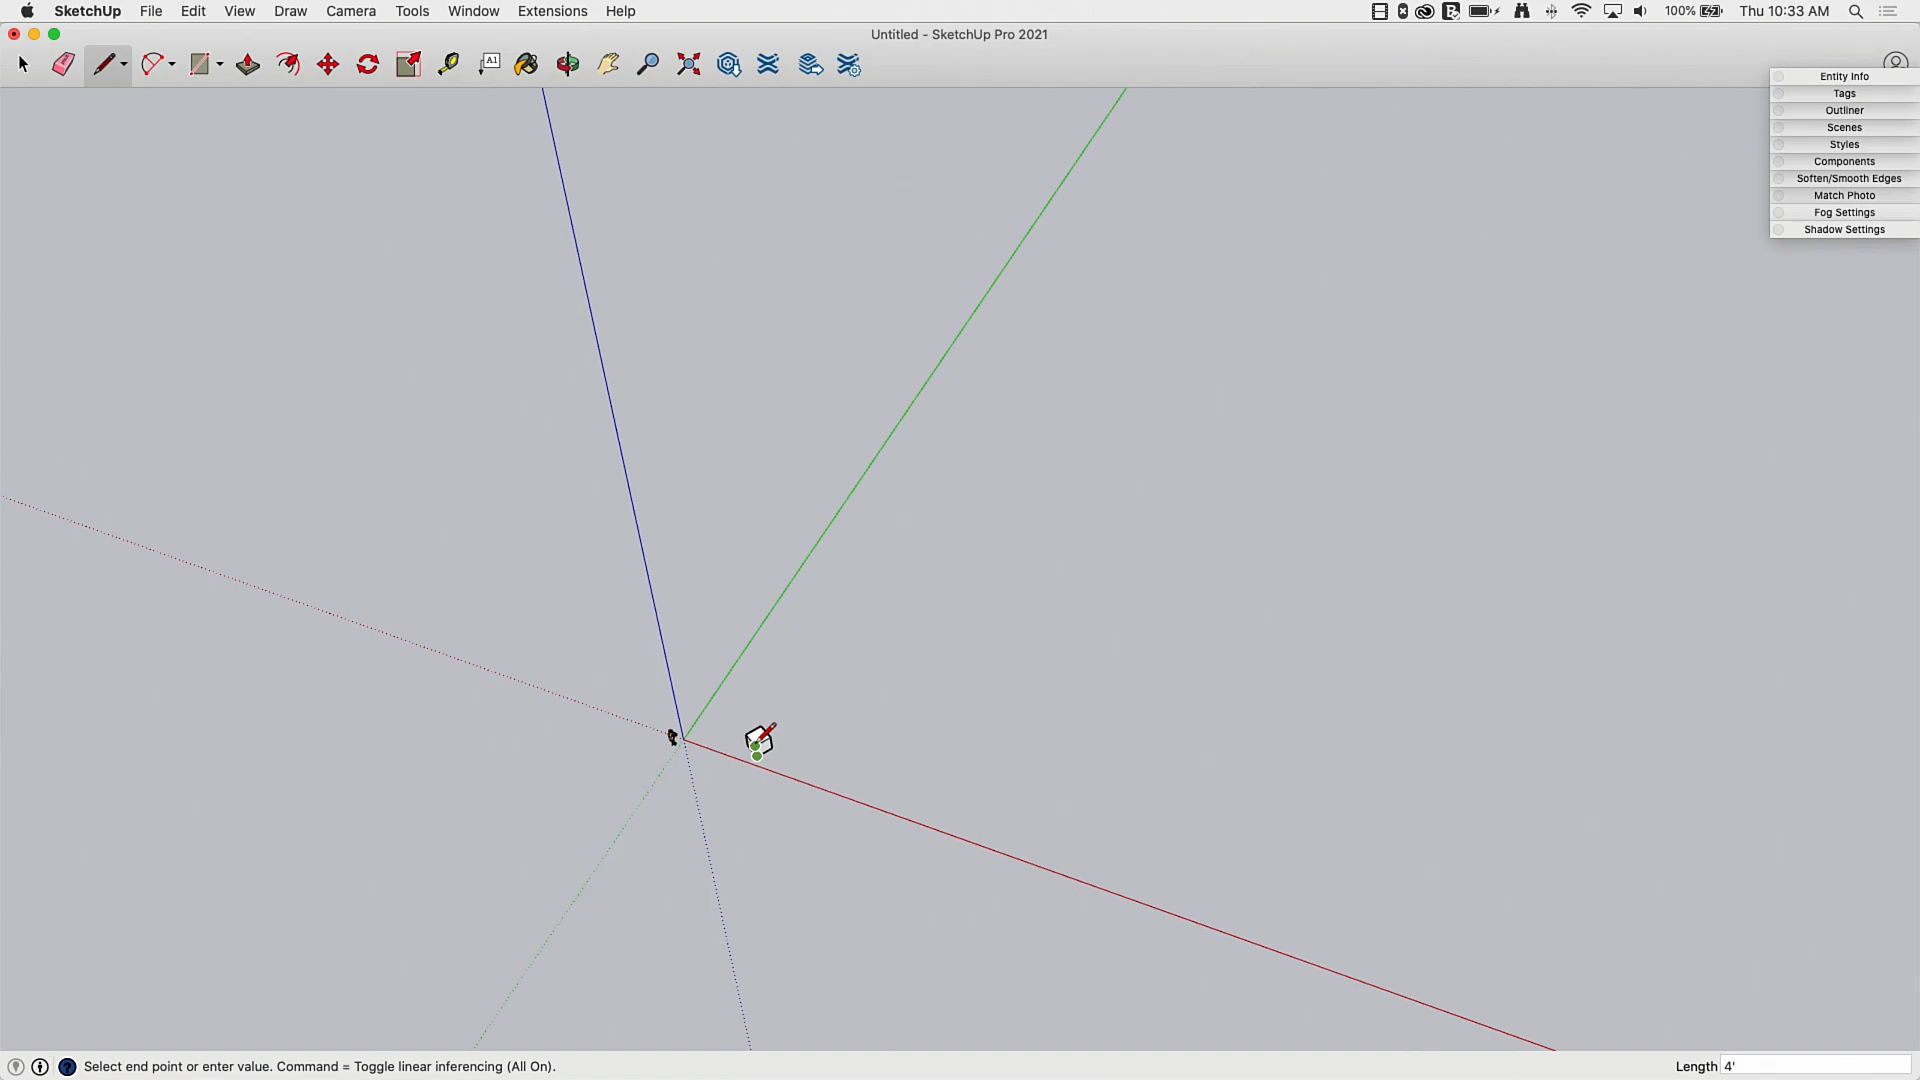 SketchUp File Edit View Draw Camera Tools Window Extensions Help 100% Thu 10:33 AM
Untitled - SketchUp Pro 2021
A1
Entity Info
Tags
Outliner
Scenes
Styles
Components
Soften/Smooth Edges
Match Photo
Fog Settings
Shadow Settings
Select end point or enter value. Command = Toggle linear inferencing (All On). Length 4'